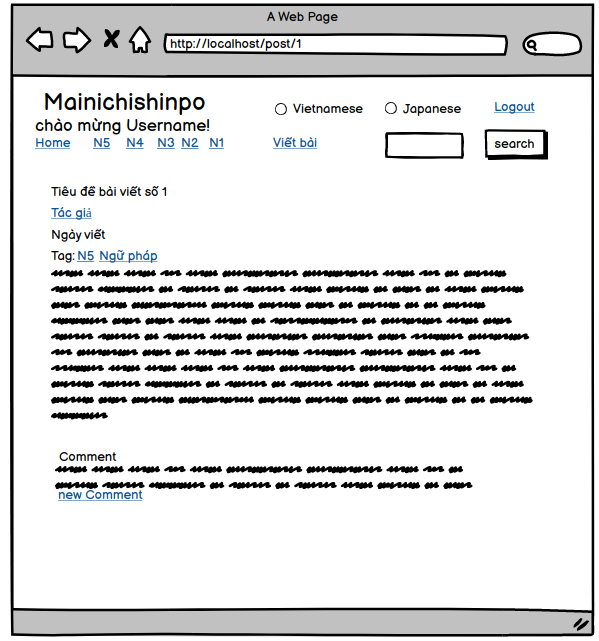 A Web Page
http://localhost/post/1
Mainichishinpo
Vietnamese Japanese Logout
chào mừng Username!
Home N5 N4 N3 N2 N1 Viết bài search
Tiêu đề bài viết số 1
Tác giả
Ngày viết
Tag: N5 Ngữ pháp
Comment
new Comment